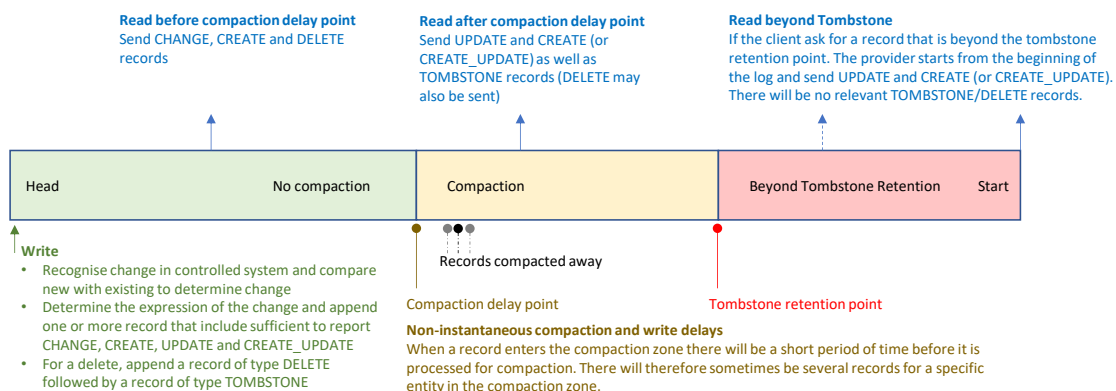 Read before compaction delay point
Send CHANGE, CREATE and DELETE
records
Read after compaction delay point
Send UPDATE and CREATE (or
CREATE_UPDATE) as well as
TOMBSTONE records (DELETE may
also be sent)
Read beyond Tombstone
If the client ask for a record that is beyond the tombstone
retention point. The provider starts from the beginning of
the log and send UPDATE and CREATE (or CREATE_UPDATE).
There will be no relevant TOMBSTONE/DELETE records.
Head
No compaction
Compaction
Beyond Tombstone Retention
Start
Write
• Recognise change in controlled system and compare
new with existing to determine change
• Determine the expression of the change and append
one or more record that include sufficient to report
CHANGE, CREATE, UPDATE and CREATE_UPDATE
• For a delete, append a record of type DELETE
followed by a record of type TOMBSTONE
Records compacted away
Compaction delay point
Tombstone retention point
Non-instantaneous compaction and write delays
When a record enters the compaction zone there will be a short period of time before it is
processed for compaction. There will therefore sometimes be several records for a specific
entity in the compaction zone.